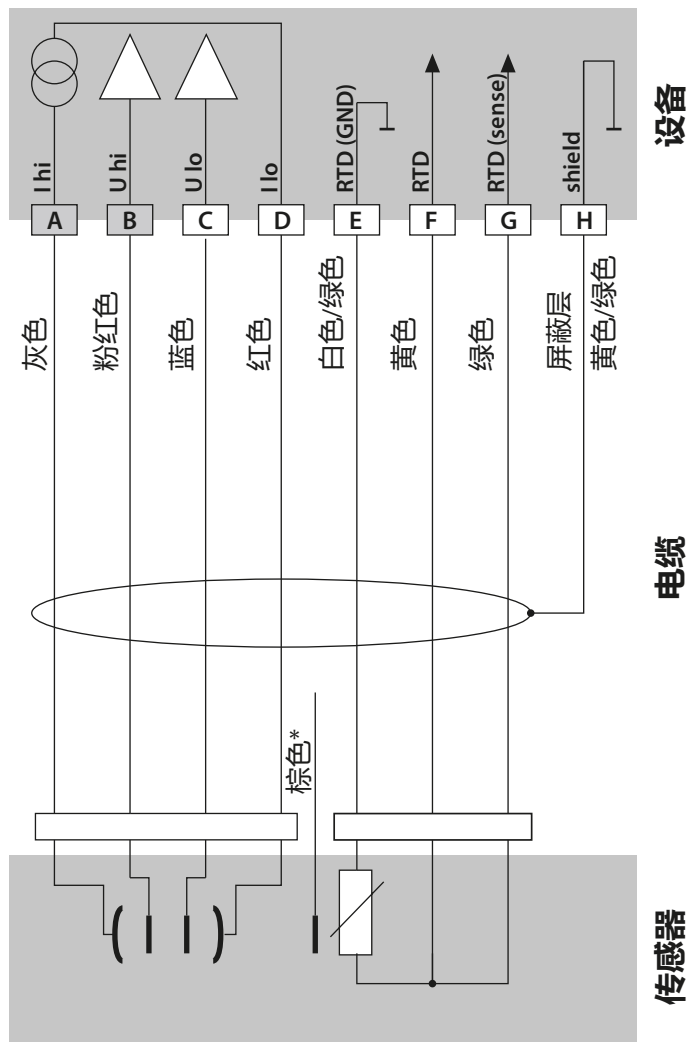 I hi
U hi
U lo
I lo
RTD (GND)
RTD
RTD (sense)
shield
A
B
C
D
E
F
G
H
灰色
粉红色
蓝色
红色
白色/绿色
黄色
绿色
屏蔽层
黄色/绿色
棕色*
设备
电缆
传感器